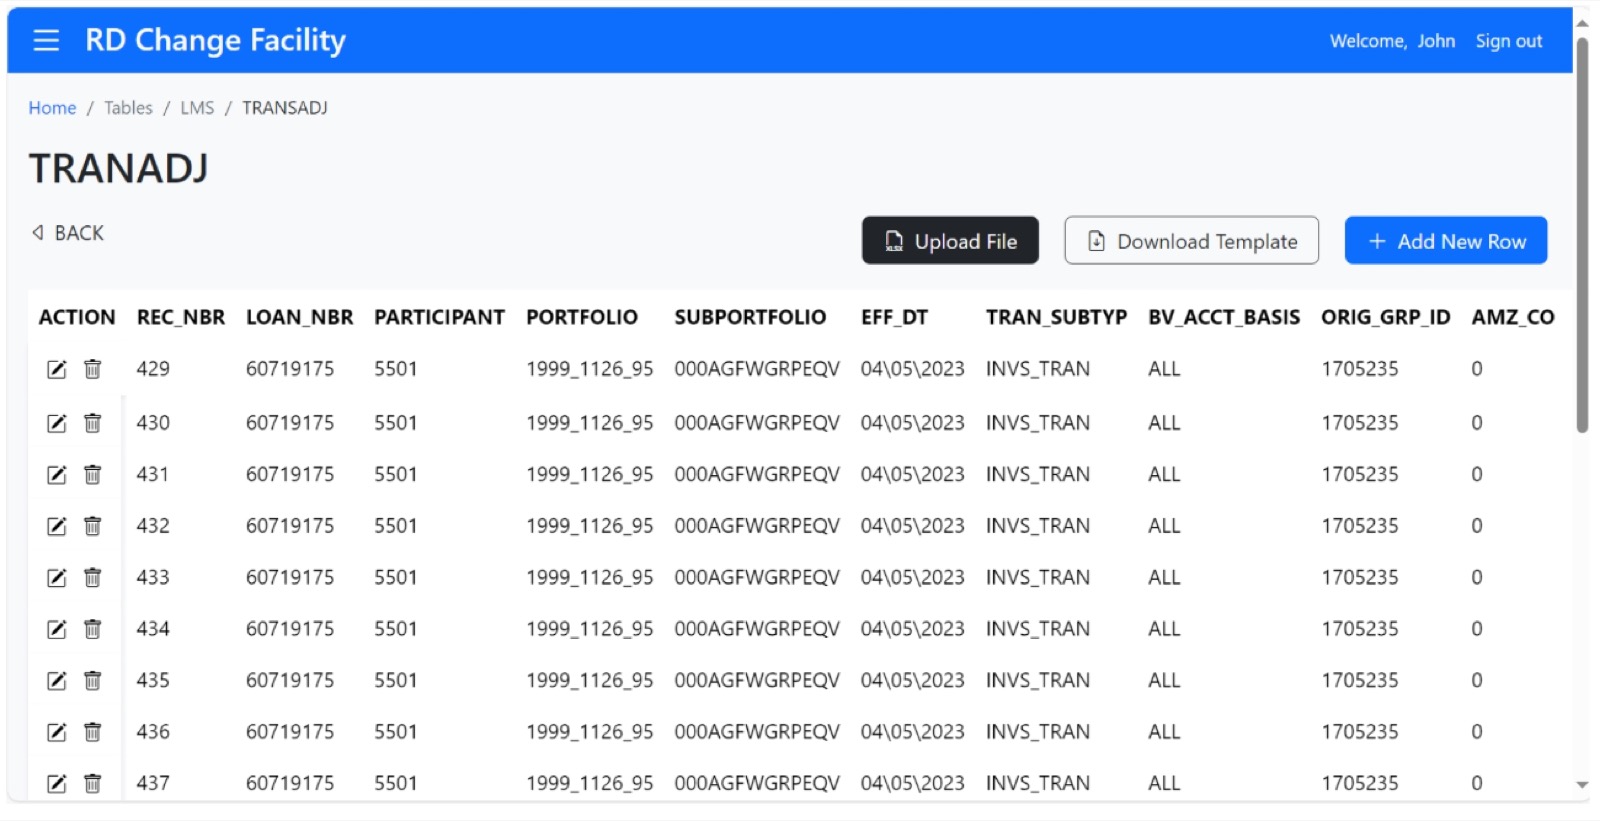 RD Change Facility
Welcome, John Sign out
Home / Tables / LMS / TRANSADJ
TRANADJ
BACK
XLSX Upload File Download Template + Add New Row
ACTION REC_NBR LOAN_NBR PARTICIPANT PORTFOLIO SUBPORTFOLIO EFF_DT TRAN_SUBTYP BV_ACCT_BASIS ORIG_GRP_ID AMZ_CO
429 60719175 5501 1999_1126_95 000AGFWGRPEQV 04\05\2023 INVS_TRAN ALL 1705235 0
430 60719175 5501 1999_1126_95 000AGFWGRPEQV 04\05\2023 INVS_TRAN ALL 1705235 0
431 60719175 5501 1999_1126_95 000AGFWGRPEQV 04\05\2023 INVS_TRAN ALL 1705235 0
432 60719175 5501 1999_1126_95 000AGFWGRPEQV 04\05\2023 INVS_TRAN ALL 1705235 0
433 60719175 5501 1999_1126_95 000AGFWGRPEQV 04\05\2023 INVS_TRAN ALL 1705235 0
434 60719175 5501 1999_1126_95 000AGFWGRPEQV 04\05\2023 INVS_TRAN ALL 1705235 0
435 60719175 5501 1999_1126_95 000AGFWGRPEQV 04\05\2023 INVS_TRAN ALL 1705235 0
436 60719175 5501 1999_1126_95 000AGFWGRPEQV 04\05\2023 INVS_TRAN ALL 1705235 0
437 60719175 5501 1999_1126_95 000AGFWGRPEQV 04\05\2023 INVS_TRAN ALL 1705235 0